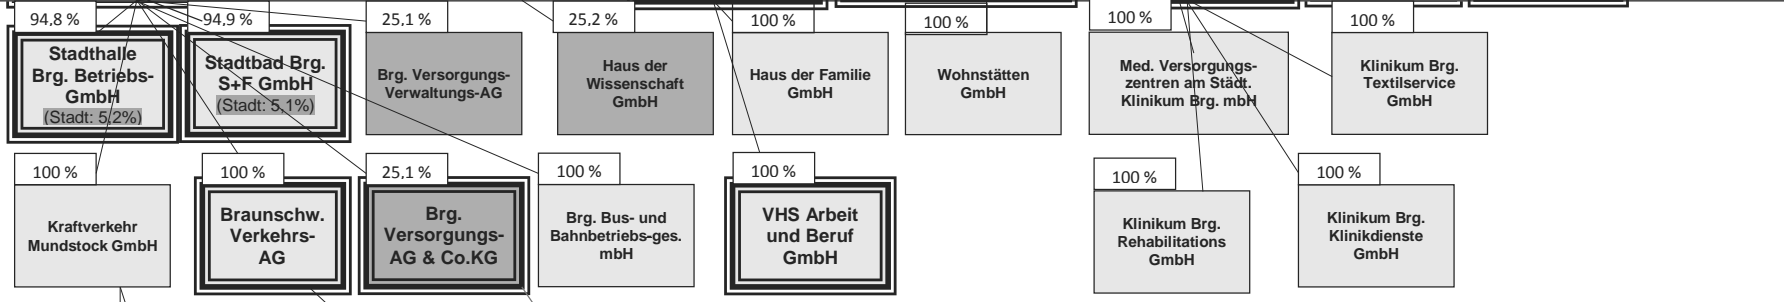 94,8 %
Stadthalle
Brg. Betriebs-
GmbH
(Stadt: 5,2%)
94,9 %
Stadtbad Brg.
S+F GmbH
(Stadt: 5,1%)
25,1 %
Brg. Versorgungs-
Verwaltungs-AG
25,2 %
Haus der
Wissenschaft
GmbH
100 %
Haus der Familie
GmbH
100 %
Wohnstätten
GmbH
100 %
Med. Versorgungs-
zentren am Städt.
Klinikum Brg. mbH
100 %
Klinikum Brg.
Textilservice
GmbH
100 %
Kraftverkehr
Mundstock GmbH
100 %
Braunschw.
Verkehrs-
AG
25,1 %
Brg.
Versorgungs-
AG & Co.KG
100 %
Brg. Bus- und
Bahnbetriebs-ges.
mbH
100 %
VHS Arbeit
und Beruf
GmbH
100 %
Klinikum Brg.
Rehabilitations
GmbH
100 %
Klinikum Brg.
Klinikdienste
GmbH